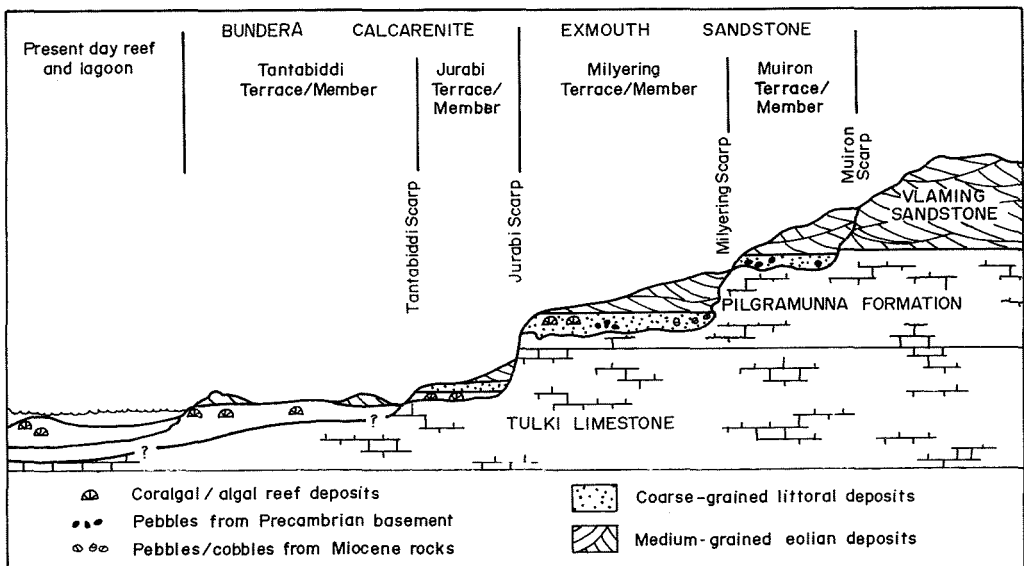 Present day reef
and lagoon
BUNDERA CALCARENITE
EXMOUTH SANDSTONE
Tantabiddi
Terrace/Member
Jurabi
Terrace/
Member
Milyering
Terrace/Member
Muiron
Terrace/
Member
Tantabiddi Scarp
Jurabi Scarp
Milyering Scarp
Muiron
Scarp
VLAMING
SANDSTONE
PILGRAMUNNA FORMATION
TULKI LIMESTONE
?
?
Coralgal/algal reef deposits
Pebbles from Precambrian basement
Pebbles/cobbles from Miocene rocks
Coarse-grained littoral deposits
Medium-grained eolian deposits